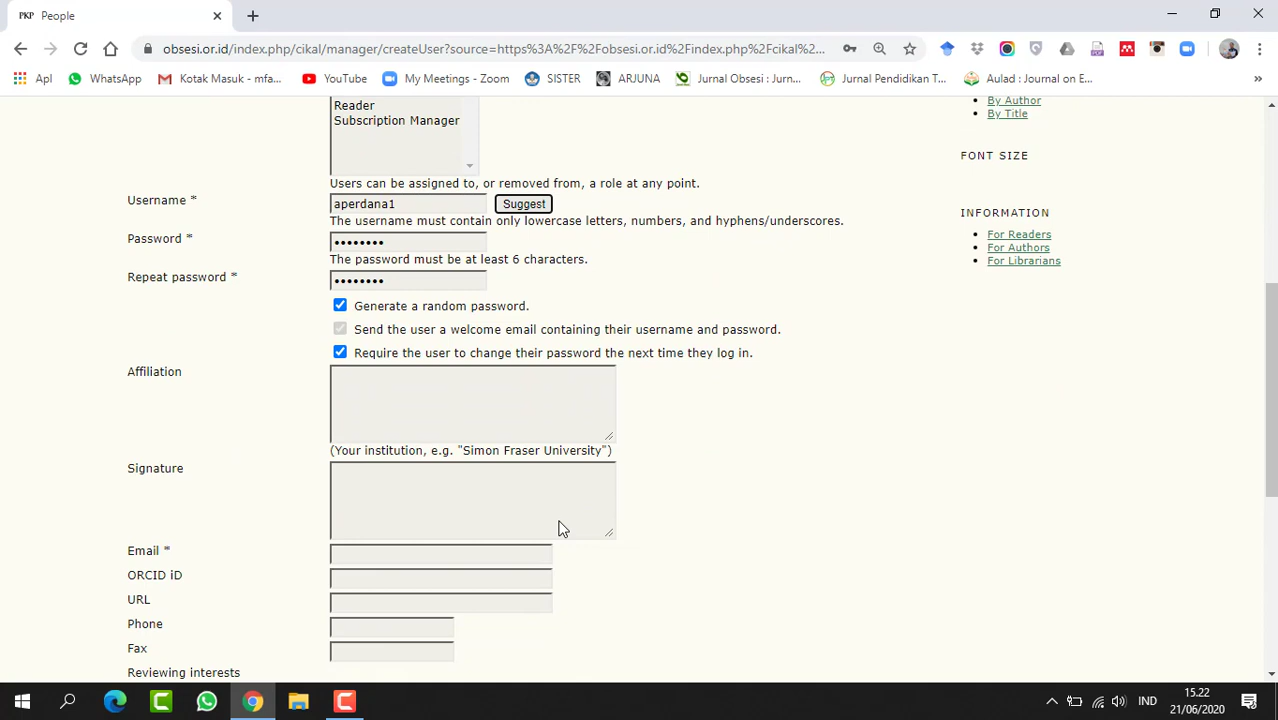 PKP People
obsesi.or.id/index.php/cikal/manager/createUser?source=https%3A%2F%2Fobsesi.or.id%2Findex.php%2Fcikal%2...
Apl WhatsApp Kotak Masuk - mfa... YouTube My Meetings - Zoom SISTER ARJUNA Jurnal Obsesi : Jurn... Jurnal Pendidikan T... Aulad : Journal on E... »
Reader
Subscription Manager
Users can be assigned to, or removed from, a role at any point.
Username * aperdana1 Suggest
The username must contain only lowercase letters, numbers, and hyphens/underscores.
Password * ••••••••
The password must be at least 6 characters.
Repeat password * ••••••••
Generate a random password.
Send the user a welcome email containing their username and password.
Require the user to change their password the next time they log in.
Affiliation
(Your institution, e.g. "Simon Fraser University")
Signature
Email *
ORCID iD
URL
Phone
Fax
Reviewing interests
By Author
By Title
FONT SIZE
INFORMATION
For Readers
For Authors
For Librarians
IND
15.22
21/06/2020